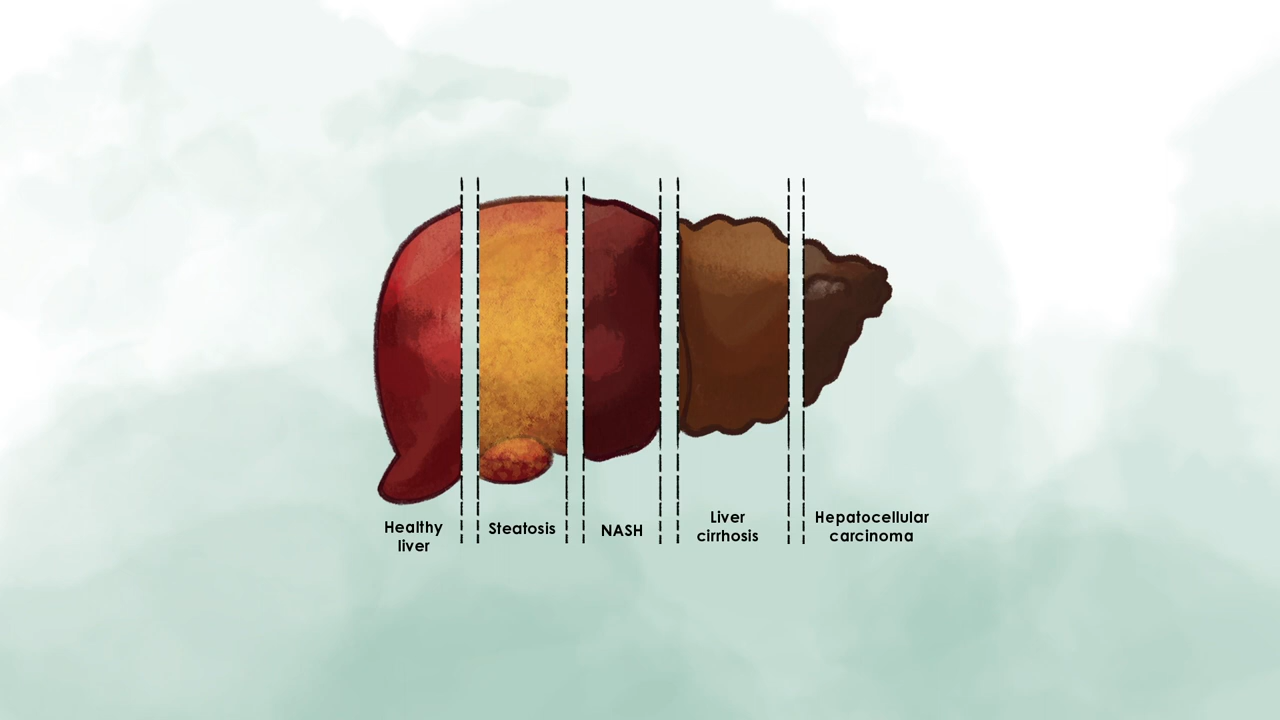 Healthy
liver
Steatosis
NASH
Liver
cirrhosis
Hepatocellular
carcinoma